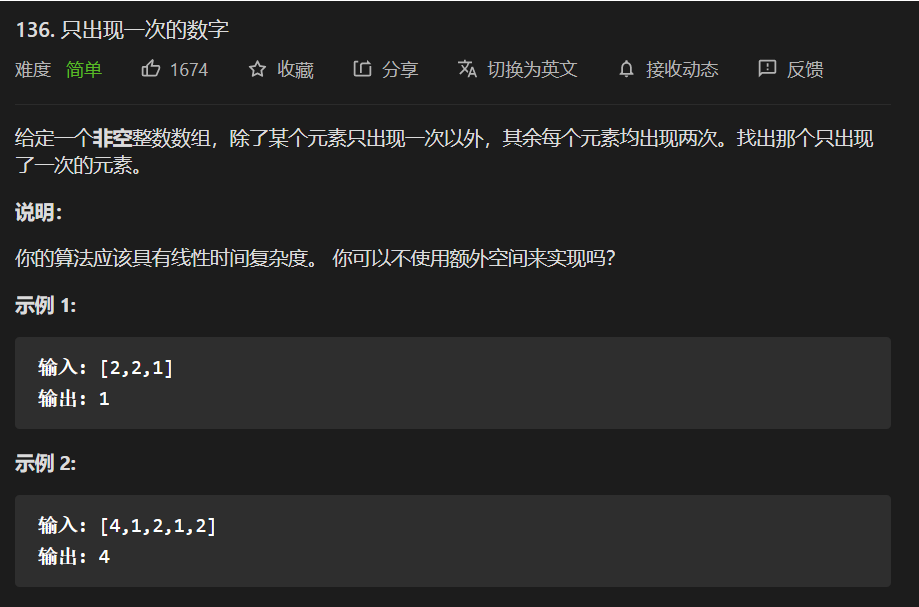 136. 只出现一次的数字
难度 简单 1674 收藏 分享 切换为英文 接收动态 反馈
给定一个非空整数数组，除了某个元素只出现一次以外，其余每个元素均出现两次。找出那个只出现
了一次的元素。
说明：
你的算法应该具有线性时间复杂度。 你可以不使用额外空间来实现吗？
示例 1:
输入: [2,2,1]
输出: 1
示例 2:
输入: [4,1,2,1,2]
输出: 4